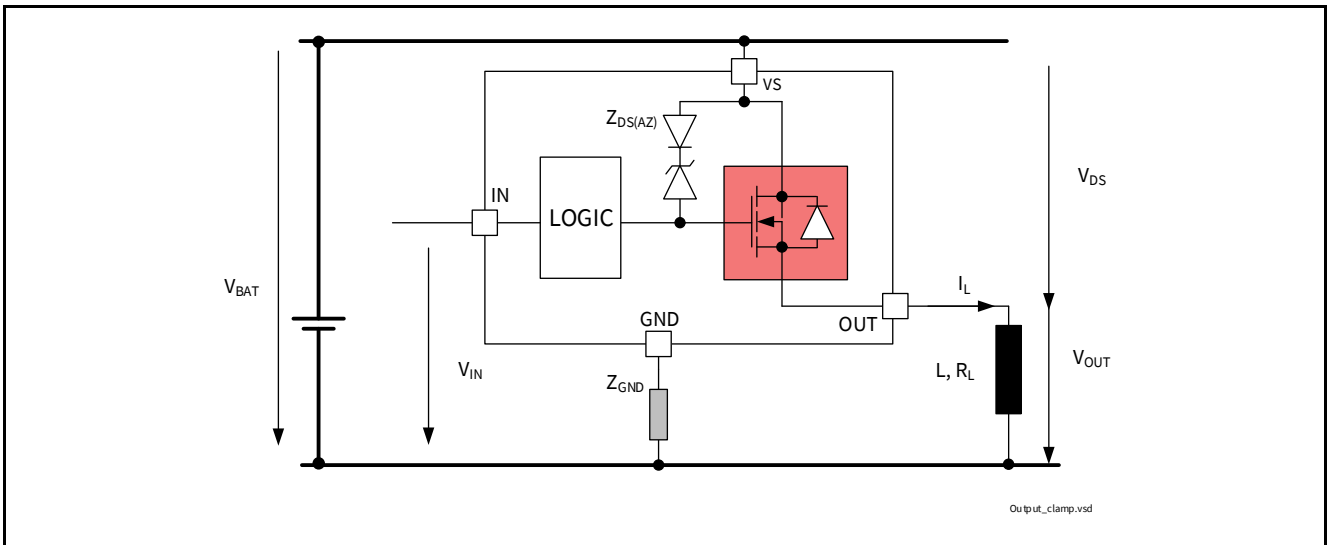 VS
Z_DS(AZ)
V_DS
IN
LOGIC
I_L
V_BAT
OUT
GND
V_OUT
V_IN
L, R_L
Z_GND
Output_clamp.vsd